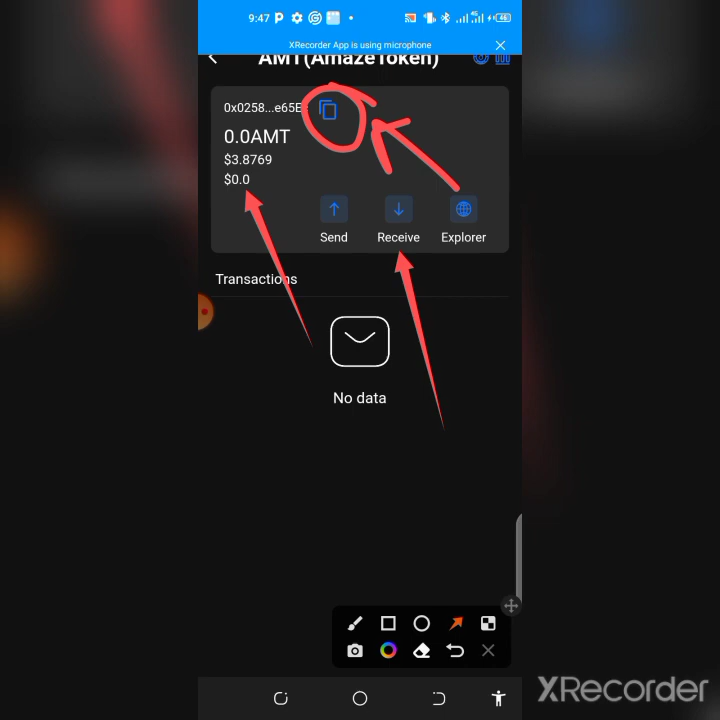 9:47
46
XRecorder App is using microphone
AMT(AmazeToken)
0x0258...e65E
0.0AMT
$3.8769
$0.0
Send Receive Explorer
Transactions
No data
XRecorder